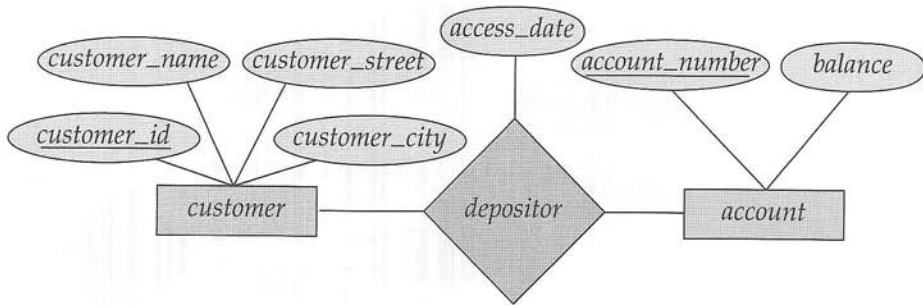 access_date
customer_name
customer_street
account_number
balance
customer_id
customer_city
customer
depositor
account